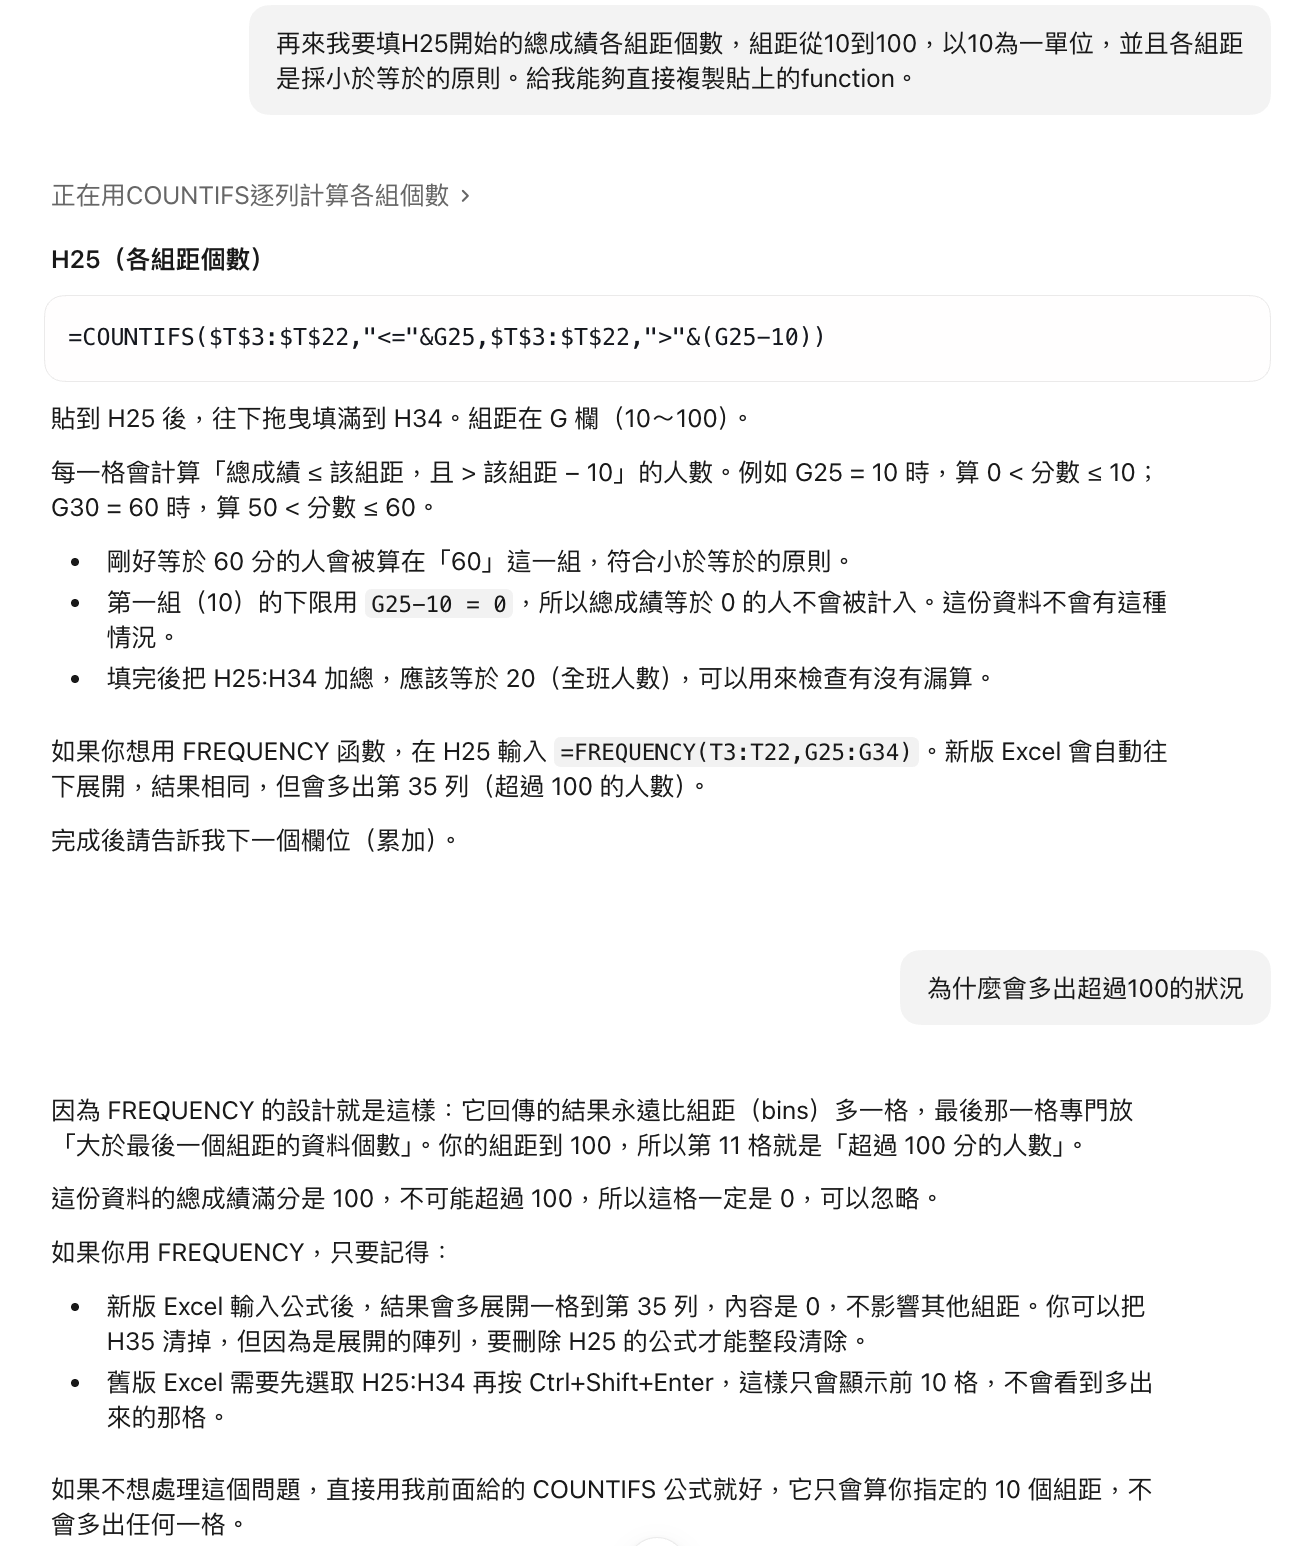 再來我要填H25開始的總成績各組距個數，組距從10到100，以10為一單位，並且各組距
是採小於等於的原則。給我能夠直接複製貼上的function。
正在用COUNTIFS逐列計算各組個數 >
H25（各組距個數）
=COUNTIFS($T$3:$T$22,"<="&G25,$T$3:$T$22,">"&(G25-10))
貼到 H25 後，往下拖曳填滿到 H34。組距在 G 欄（10～100）。
每一格會計算「總成績 ≤ 該組距，且 > 該組距 – 10」的人數。例如 G25 = 10 時，算 0 < 分數 ≤ 10；
G30 = 60 時，算 50 < 分數 ≤ 60。
• 剛好等於 60 分的人會被算在「60」這一組，符合小於等於的原則。
• 第一組（10）的下限用 G25-10 = 0，所以總成績等於 0 的人不會被計入。這份資料不會有這種
情況。
• 填完後把 H25:H34 加總，應該等於 20（全班人數），可以用來檢查有沒有漏算。
如果你想用 FREQUENCY 函數，在 H25 輸入 =FREQUENCY(T3:T22,G25:G34)。新版 Excel 會自動往
下展開，結果相同，但會多出第 35 列（超過 100 的人數）。
完成後請告訴我下一個欄位（累加）。
為什麼會多出超過100的狀況
因為 FREQUENCY 的設計就是這樣：它回傳的結果永遠比組距（bins）多一格，最後那一格專門放
「大於最後一個組距的資料個數」。你的組距到 100，所以第 11 格就是「超過 100 分的人數」。
這份資料的總成績滿分是 100，不可能超過 100，所以這格一定是 0，可以忽略。
如果你用 FREQUENCY，只要記得：
• 新版 Excel 輸入公式後，結果會多展開一格到第 35 列，內容是 0，不影響其他組距。你可以把
H35 清掉，但因為是展開的陣列，要刪除 H25 的公式才能整段清除。
• 舊版 Excel 需要先選取 H25:H34 再按 Ctrl+Shift+Enter，這樣只會顯示前 10 格，不會看到多出
來的那格。
如果不想處理這個問題，直接用我前面給的 COUNTIFS 公式就好，它只會算你指定的 10 個組距，不
會多出任何一格。